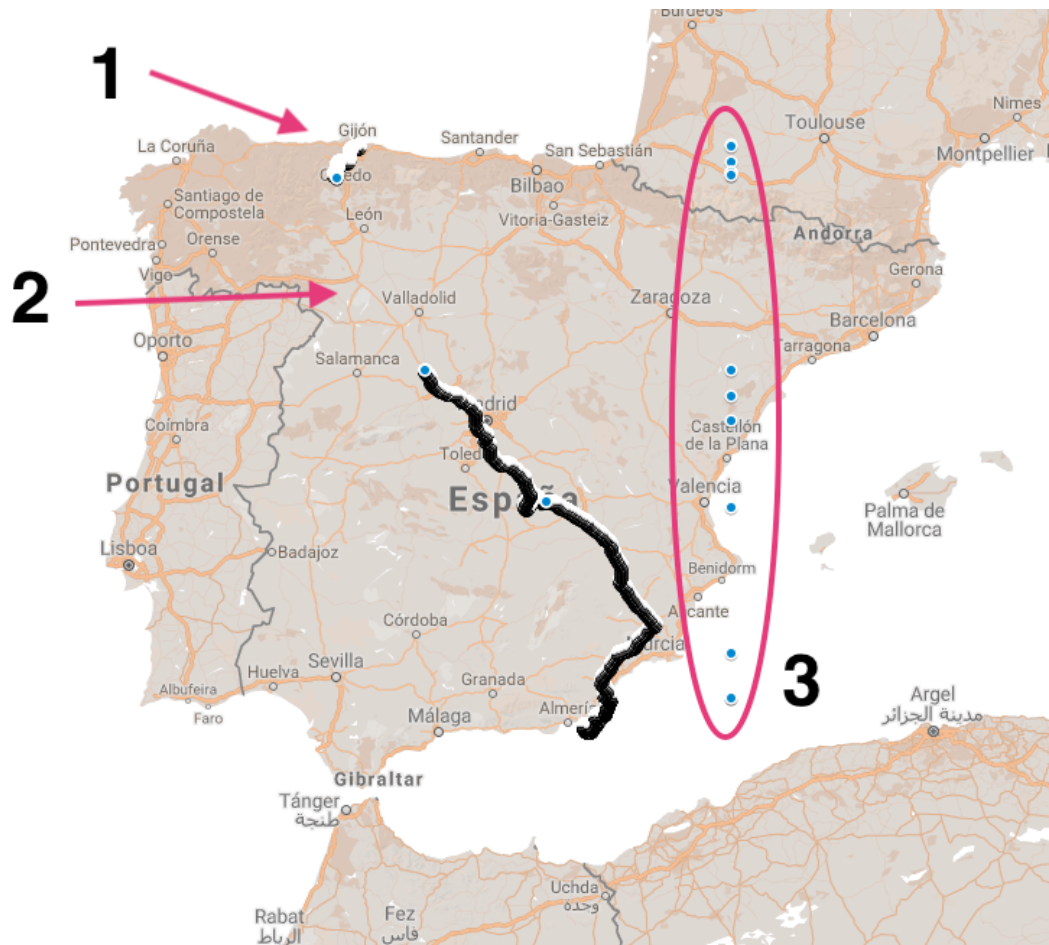 Burdeos
1
Nimes
Gijón
Toulouse
La Coruña
Santander
San Sebastián
Montpellier
Oviedo
Bilbao
Santiago de
Compostela
León
Vitoria-Gasteiz
Andorra
Pontevedra
Orense
Gerona
Vigo
2
Valladolid
Zaragoza
Barcelona
Oporto
Tarragona
Salamanca
Madrid
Coímbra
Castellón
de la Plana
Toledo
Portugal
España
Valencia
Palma de
Mallorca
Lisboa
Badajoz
Benidorm
Alicante
Córdoba
Murcia
Huelva
Sevilla
3
Albufeira
Granada
Faro
Málaga
Almería
Argel
مدينة الجزائر
Gibraltar
Tánger
طنجة
Uchda
وجدة
Rabat
الرباط
Fez
فاس